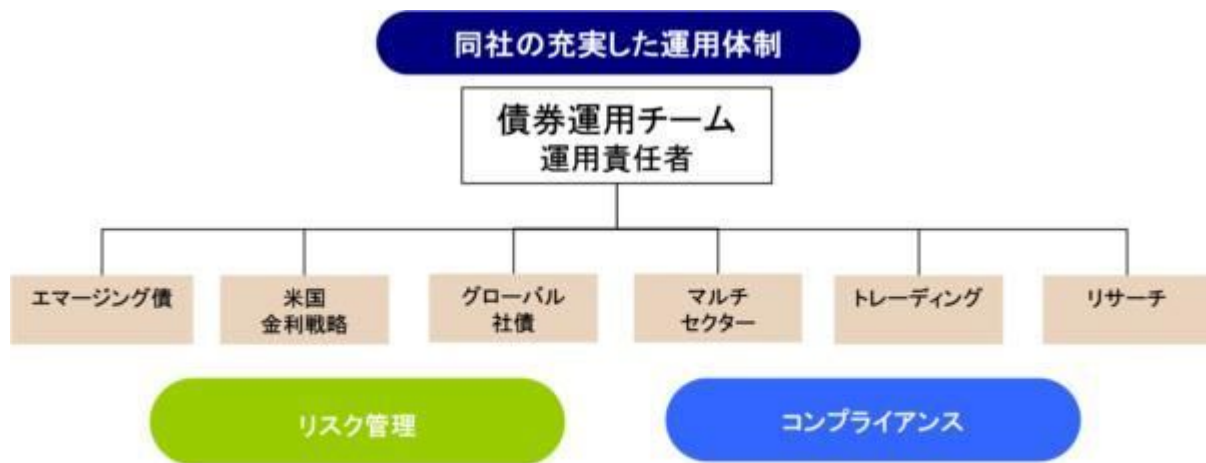 同社の充実した運用体制
債券運用チーム
運用責任者
エマージング債
米国
金利戦略
グローバル
社債
マルチ
セクター
トレーディング
リサーチ
リスク管理
コンプライアンス